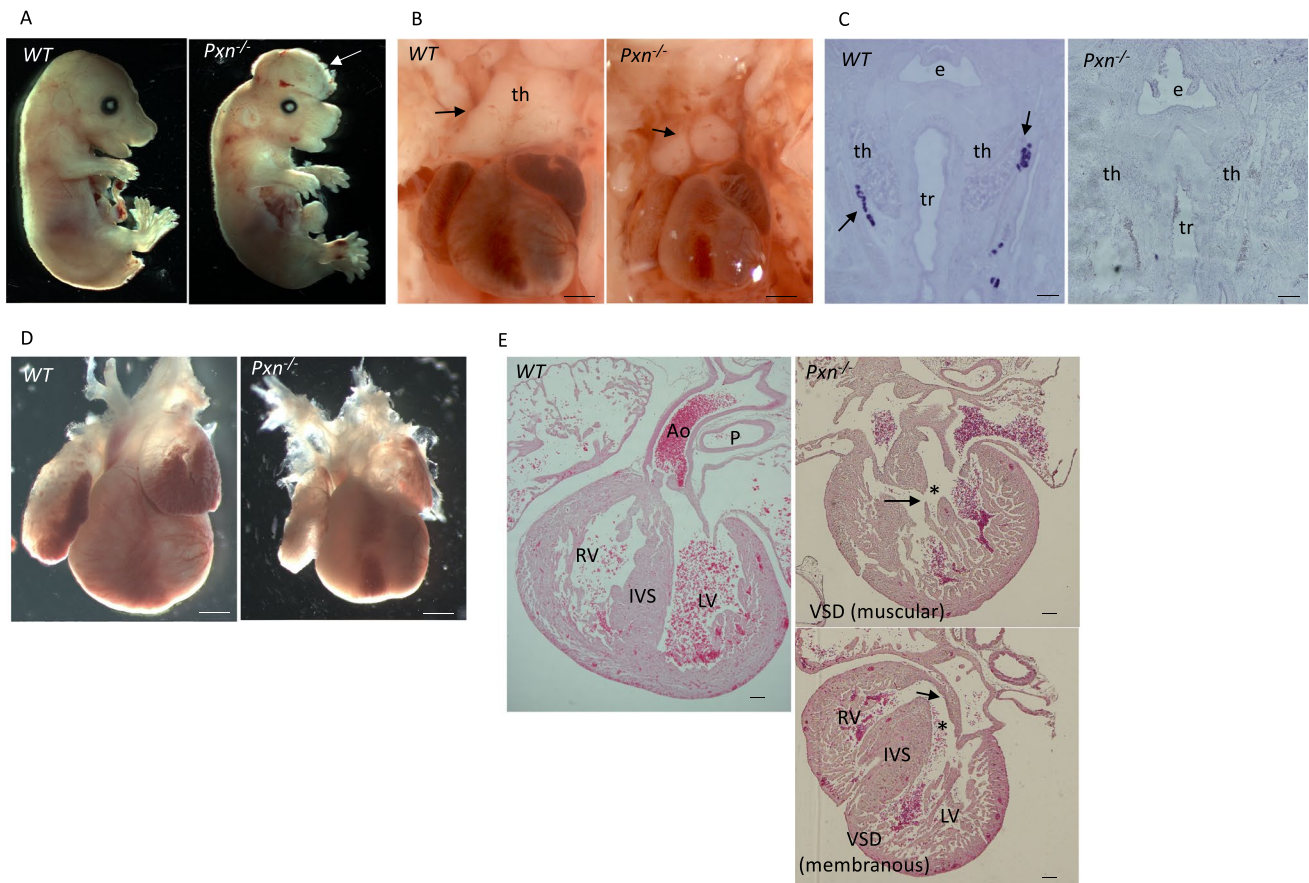 A
B
C
WT
Pxn-/-
WT
th
Pxn-/-
WT
e
th
th
tr
Pxn-/-
e
th
th
tr
D
E
WT
Pxn-/-
WT
Ao
P
RV
IVS
LV
Pxn-/-
*
VSD (muscular)
RV
*
IVS
LV
VSD
(membranous)